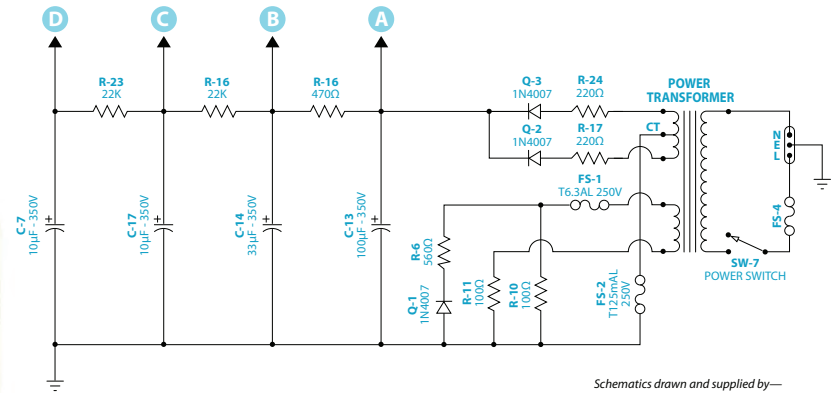 D
C
B
A
R-23
22K
R-16
22K
R-16
470Ω
Q-3
1N4007
R-24
220Ω
POWER
TRANSFORMER
Q-2
1N4007
R-17
220Ω
CT
N
E
L
FS-1
T6.3AL 250V
C-7
10µF - 350V
+
C-17
10µF - 350V
+
C-14
33µF - 350V
+
C-13
100µF - 350V
+
R-6
560Ω
Q-1
1N4007
R-11
100Ω
R-10
100Ω
FS-2
T125mAL
250V
FS-4
SW-7
POWER SWITCH
Schematics drawn and supplied by—